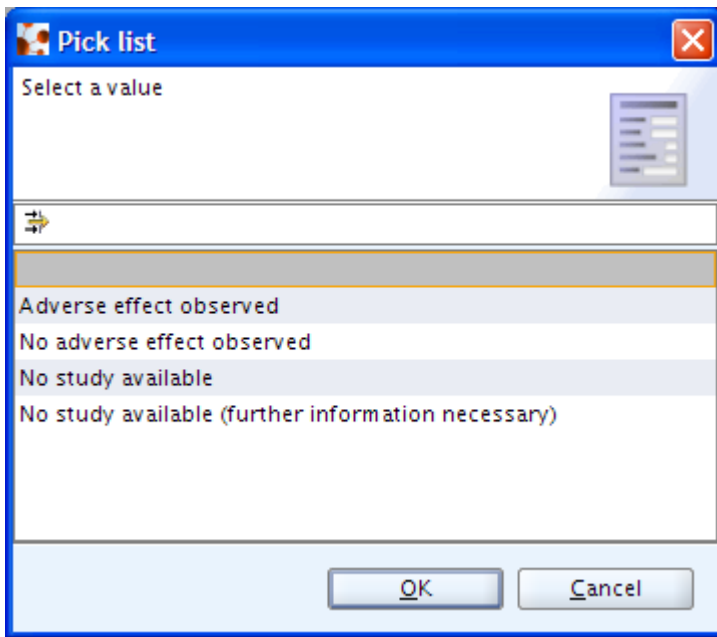 Pick list
Select a value
Adverse effect observed
No adverse effect observed
No study available
No study available (further information necessary)
OK
Cancel